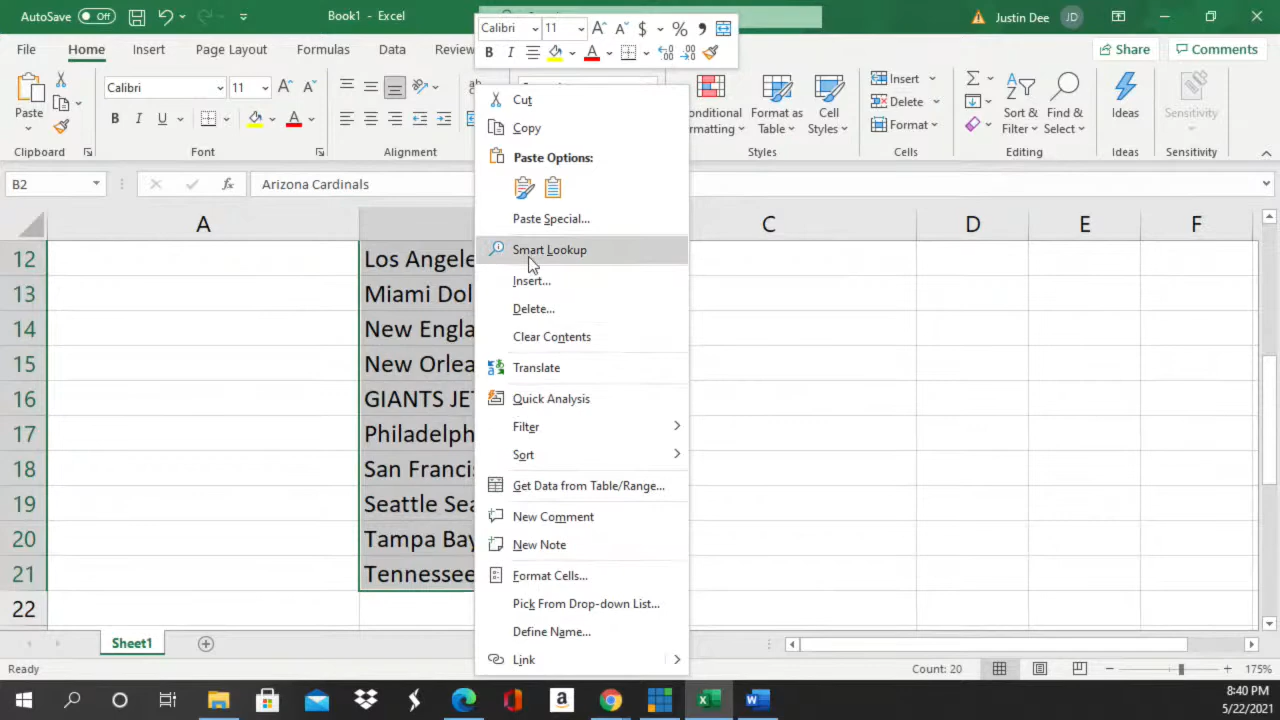 AutoSave Off Book1 - Excel Justin Dee JD
Calibri 11 $ % ,
B I A
File Home Insert Page Layout Formulas Data Review Share Comments
Paste
Clipboard
Calibri 11
B I U A
Font
Alignment
ab
Conditional Formatting
Format as Table
Cell Styles
Styles
Insert
Delete
Format
Cells
Sort & Filter
Find & Select
Editing
Ideas
Ideas
Sensitivity
Sensitivity
B2 fx Arizona Cardinals
A C D E F
12 Los Angele
13 Miami Dol
14 New Engla
15 New Orlea
16 GIANTS JET
17 Philadelph
18 San Francis
19 Seattle Sea
20 Tampa Bay
21 Tennessee
22
Cut
Copy
Paste Options:
Paste Special...
Smart Lookup
Insert...
Delete...
Clear Contents
Translate
Quick Analysis
Filter
Sort
Get Data from Table/Range...
New Comment
New Note
Format Cells...
Pick From Drop-down List...
Define Name...
Link
Sheet1
Ready Count: 20 175%
8:40 PM
5/22/2021